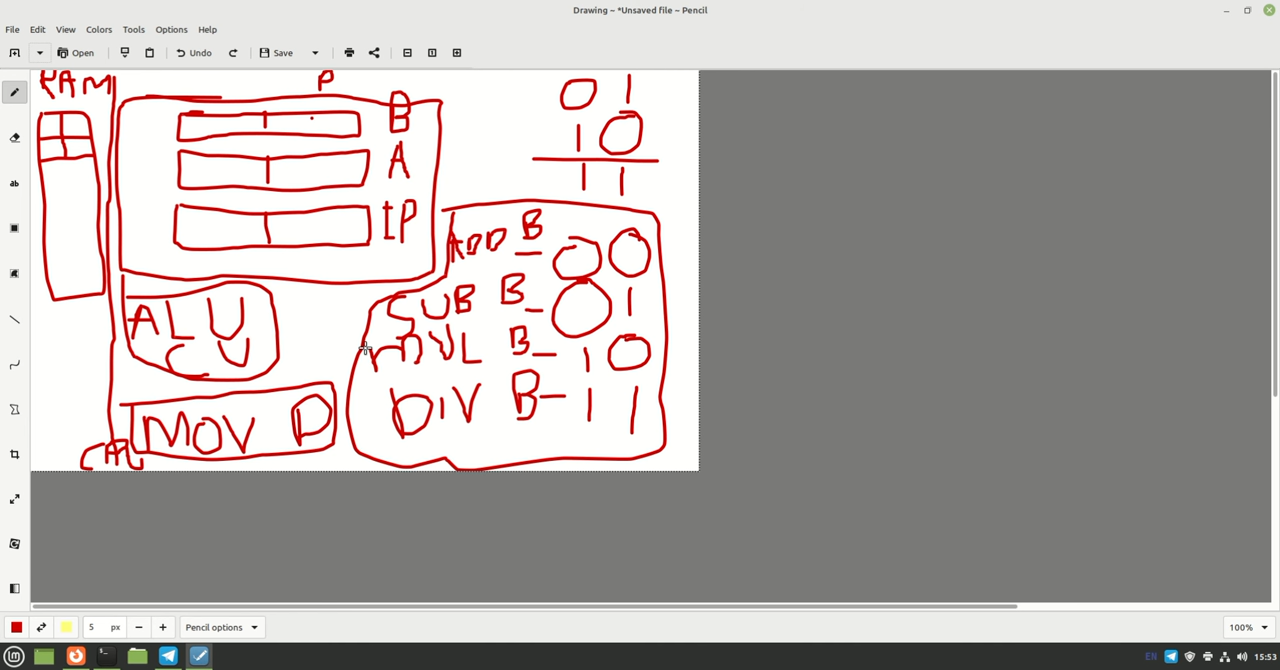 Drawing ~ *Unsaved file ~ Pencil
File Edit View Colors Tools Options Help
Open Undo Save
RAM P
B
A
IP
0 1
1 0
1 1
ADD B_ 0 0
SUB B_ 0 1
MUL B_ 1 0
DIV B- 1 1
ALU
CU
MOV D
ab
5 px Pencil options 100%
EN 15:53